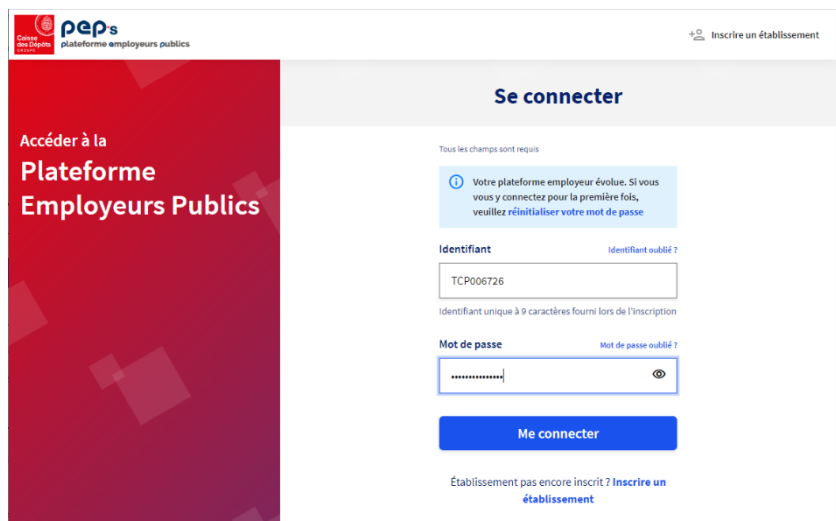 Caisse
des Dépôts
GROUPE
pep's
plateforme employeurs publics
Inscrire un établissement
Accéder à la
Plateforme
Employeurs Publics
Se connecter
Tous les champs sont requis
Votre plateforme employeur évolue. Si vous
vous y connectez pour la première fois,
veuillez réinitialiser votre mot de passe
Identifiant
Identifiant oublié ?
TCP006726
Identifiant unique à 9 caractères fourni lors de l'inscription
Mot de passe
Mot de passe oublié ?
Me connecter
Établissement pas encore inscrit ? Inscrire un
établissement